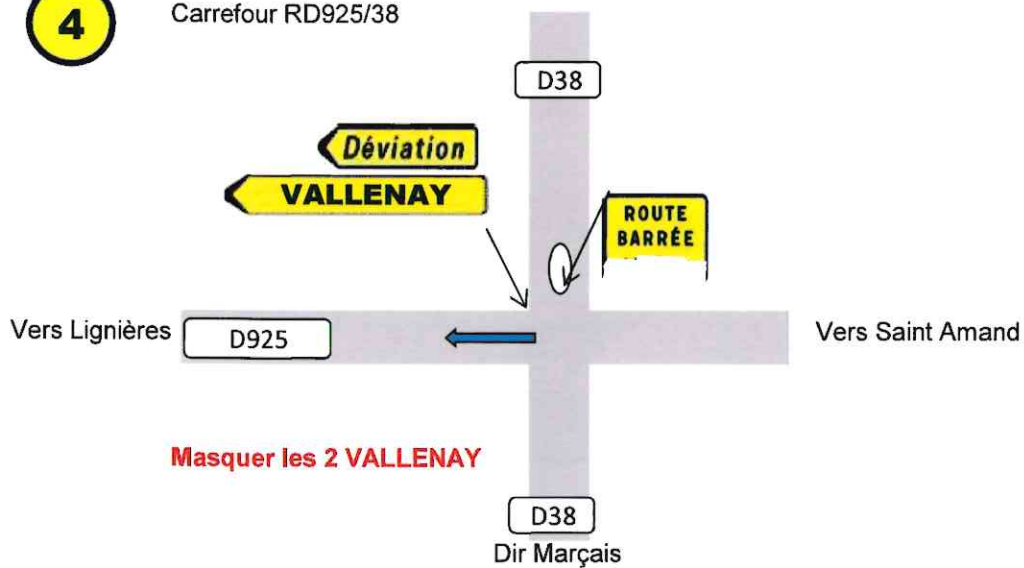 4
Carrefour RD925/38
D38
Déviation
VALLENAY
ROUTE
BARRÉE
Vers Lignières
D925
Vers Saint Amand
Masquer les 2 VALLENAY
D38
Dir Marçais